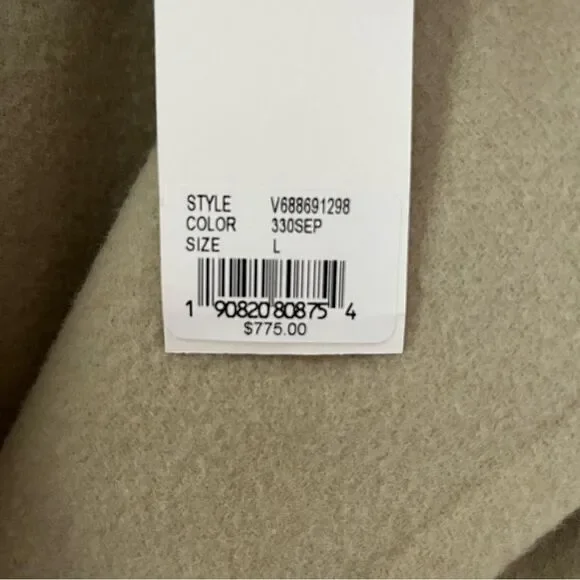 STYLE V688691298
COLOR 330SEP
SIZE L
1 90820 80875 4
$775.00